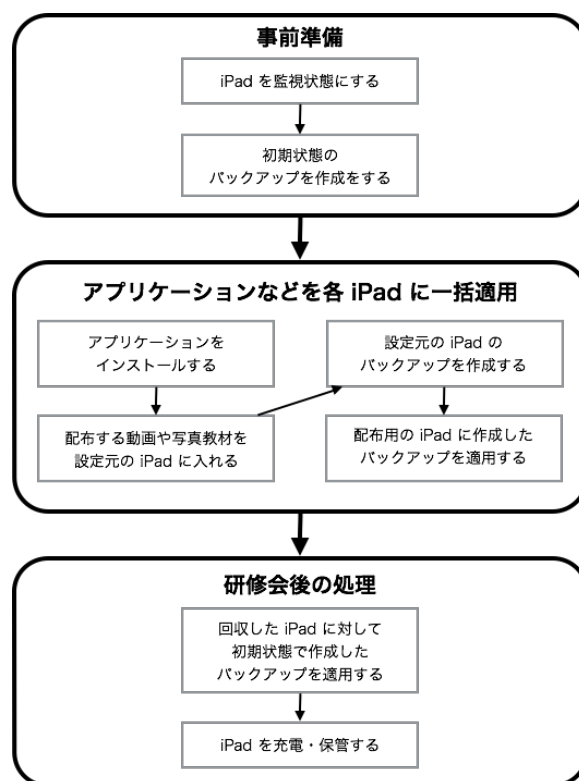 事前準備
iPad を監視状態にする
初期状態の
バックアップを作成をする
アプリケーションなどを各 iPad に一括適用
アプリケーションを
インストールする
配布する動画や写真教材を
設定元の iPad に入れる
設定元の iPad の
バックアップを作成する
配布用の iPad に作成した
バックアップを適用する
研修会後の処理
回収した iPad に対して
初期状態で作成した
バックアップを適用する
iPad を充電・保管する